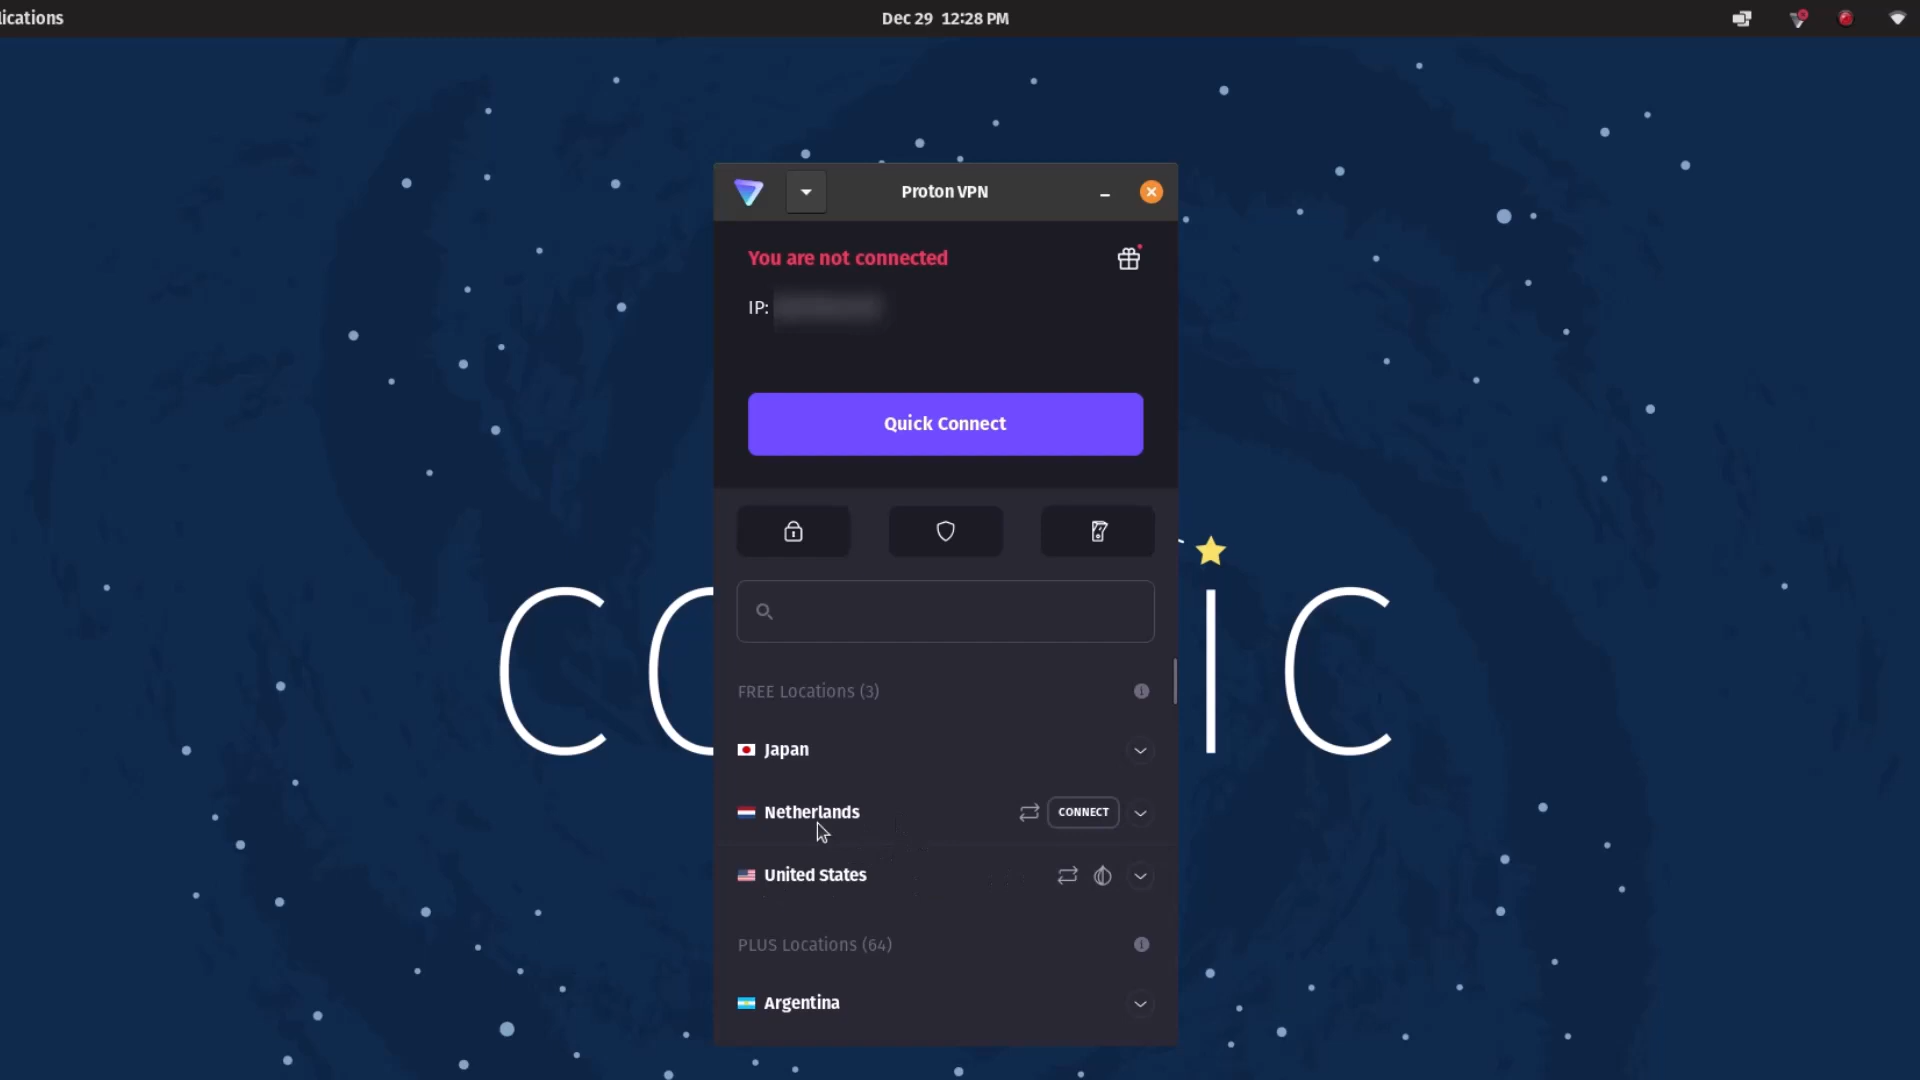 lications
Dec 29 12:28 PM
Proton VPN
You are not connected
IP:
Quick Connect
FREE Locations (3)
Japan
Netherlands
CONNECT
United States
PLUS Locations (64)
Argentina